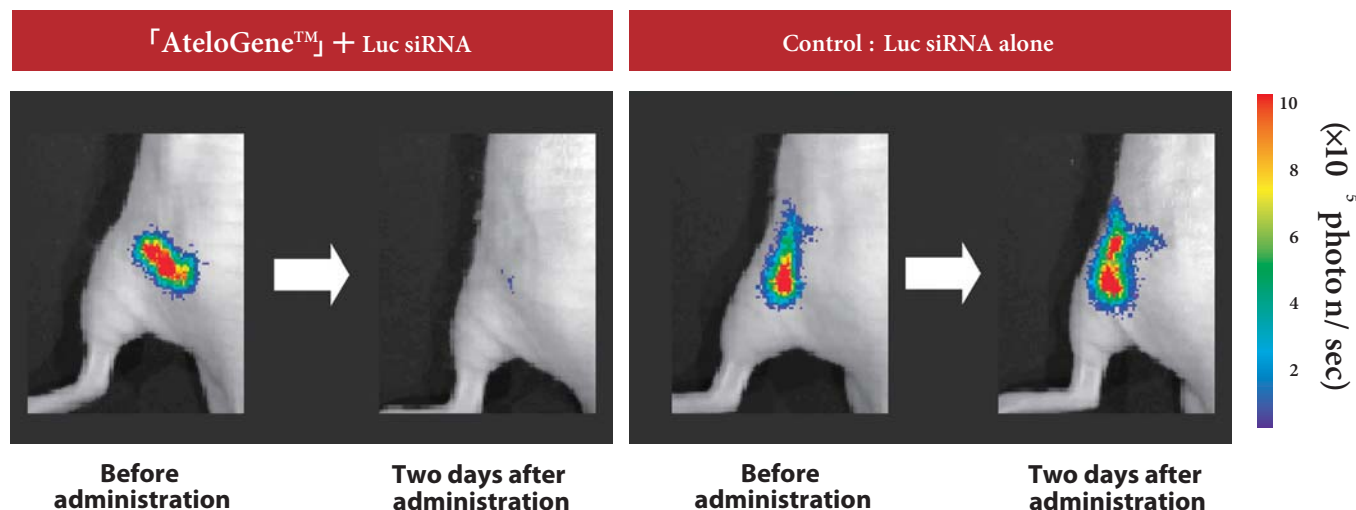 「AteloGene™」+ Luc siRNA
Control : Luc siRNA alone
Before
administration
Two days after
administration
Before
administration
Two days after
administration
10
8
6
4
2
(×10⁵ photon/sec)